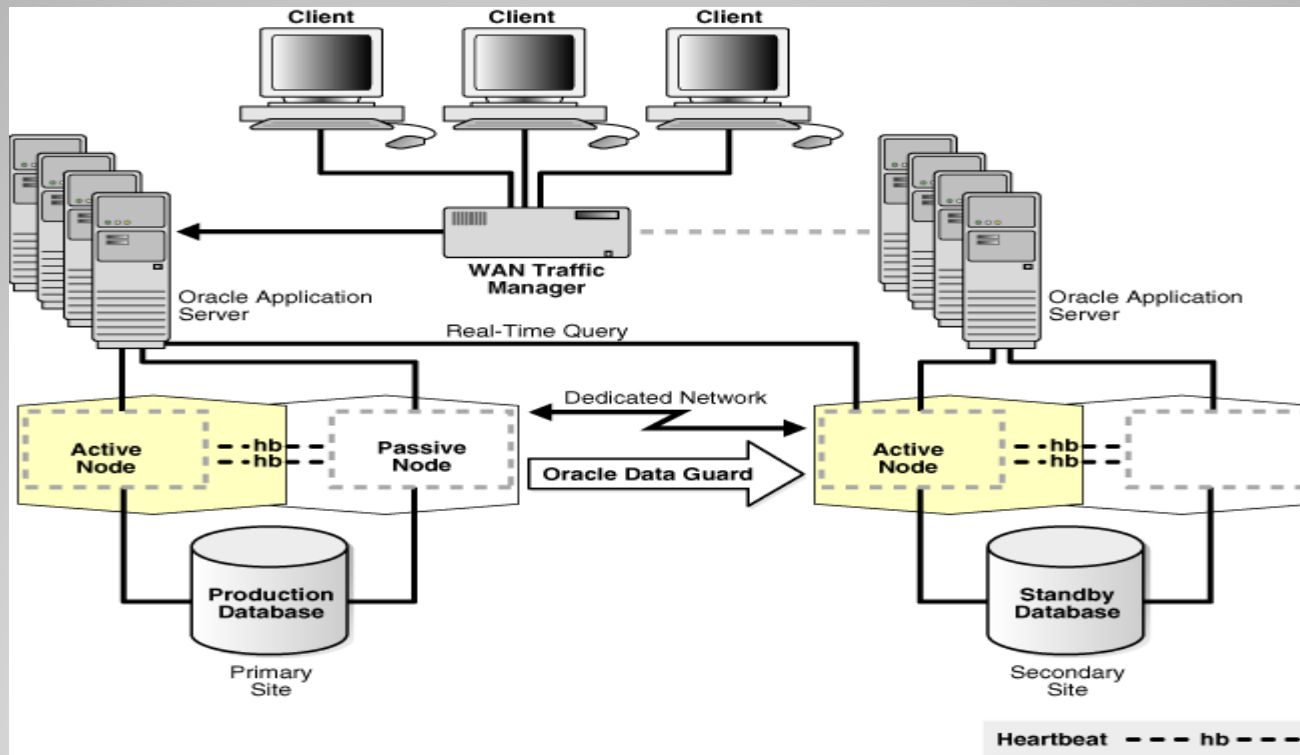 Client
Client
Client
WAN Traffic
Manager
Oracle Application
Server
Oracle Application
Server
Real-Time Query
Dedicated Network
Active
Node
hb
hb
Passive
Node
Oracle Data Guard
Active
Node
hb
hb
Production
Database
Standby
Database
Primary
Site
Secondary
Site
Heartbeat hb